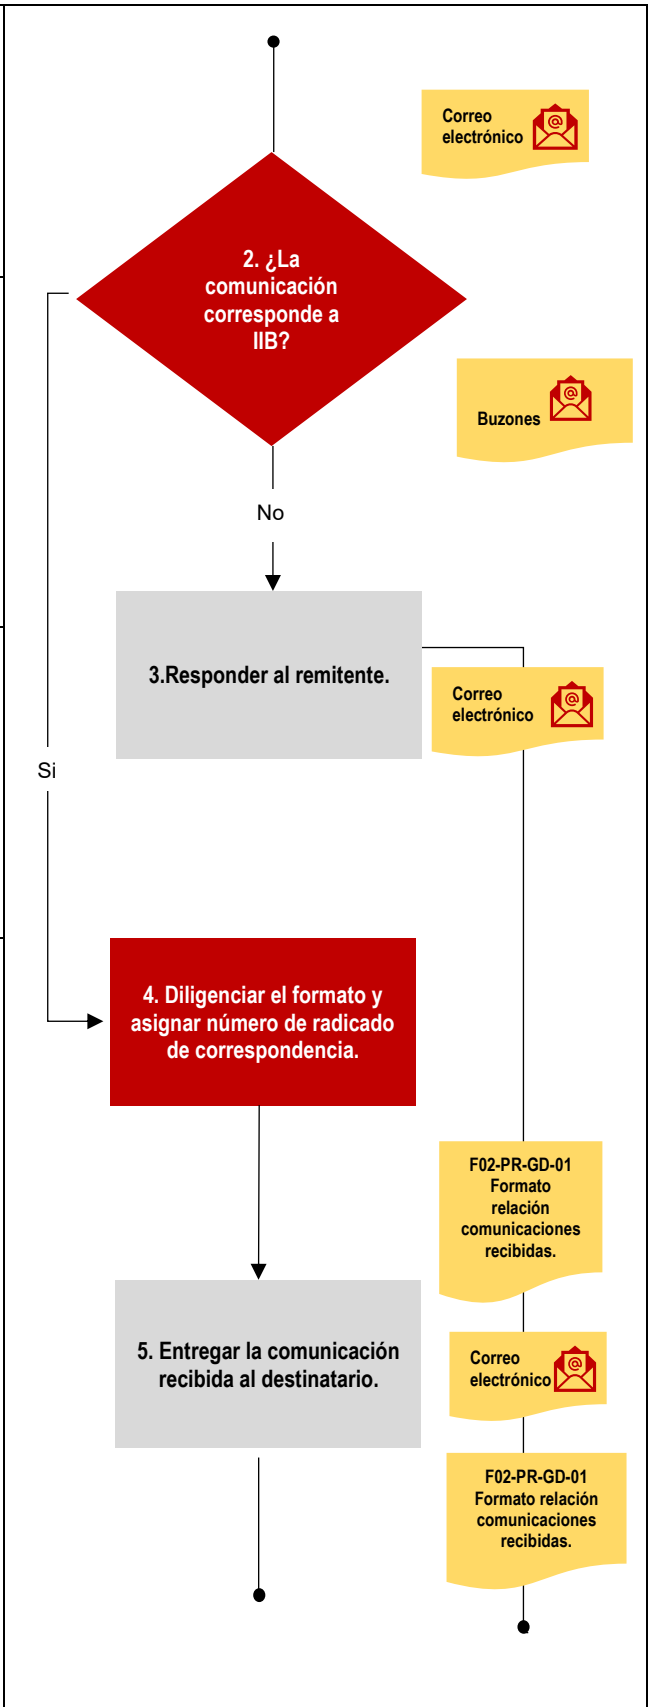 Correo
electrónico
2. ¿La
comunicación
corresponde a
IIB?
Buzones
No
3.Responder al remitente.
Correo
electrónico
Si
4. Diligenciar el formato y
asignar número de radicado
de correspondencia.
F02-PR-GD-01
Formato
relación
comunicaciones
recibidas.
5. Entregar la comunicación
recibida al destinatario.
Correo
electrónico
F02-PR-GD-01
Formato relación
comunicaciones
recibidas.